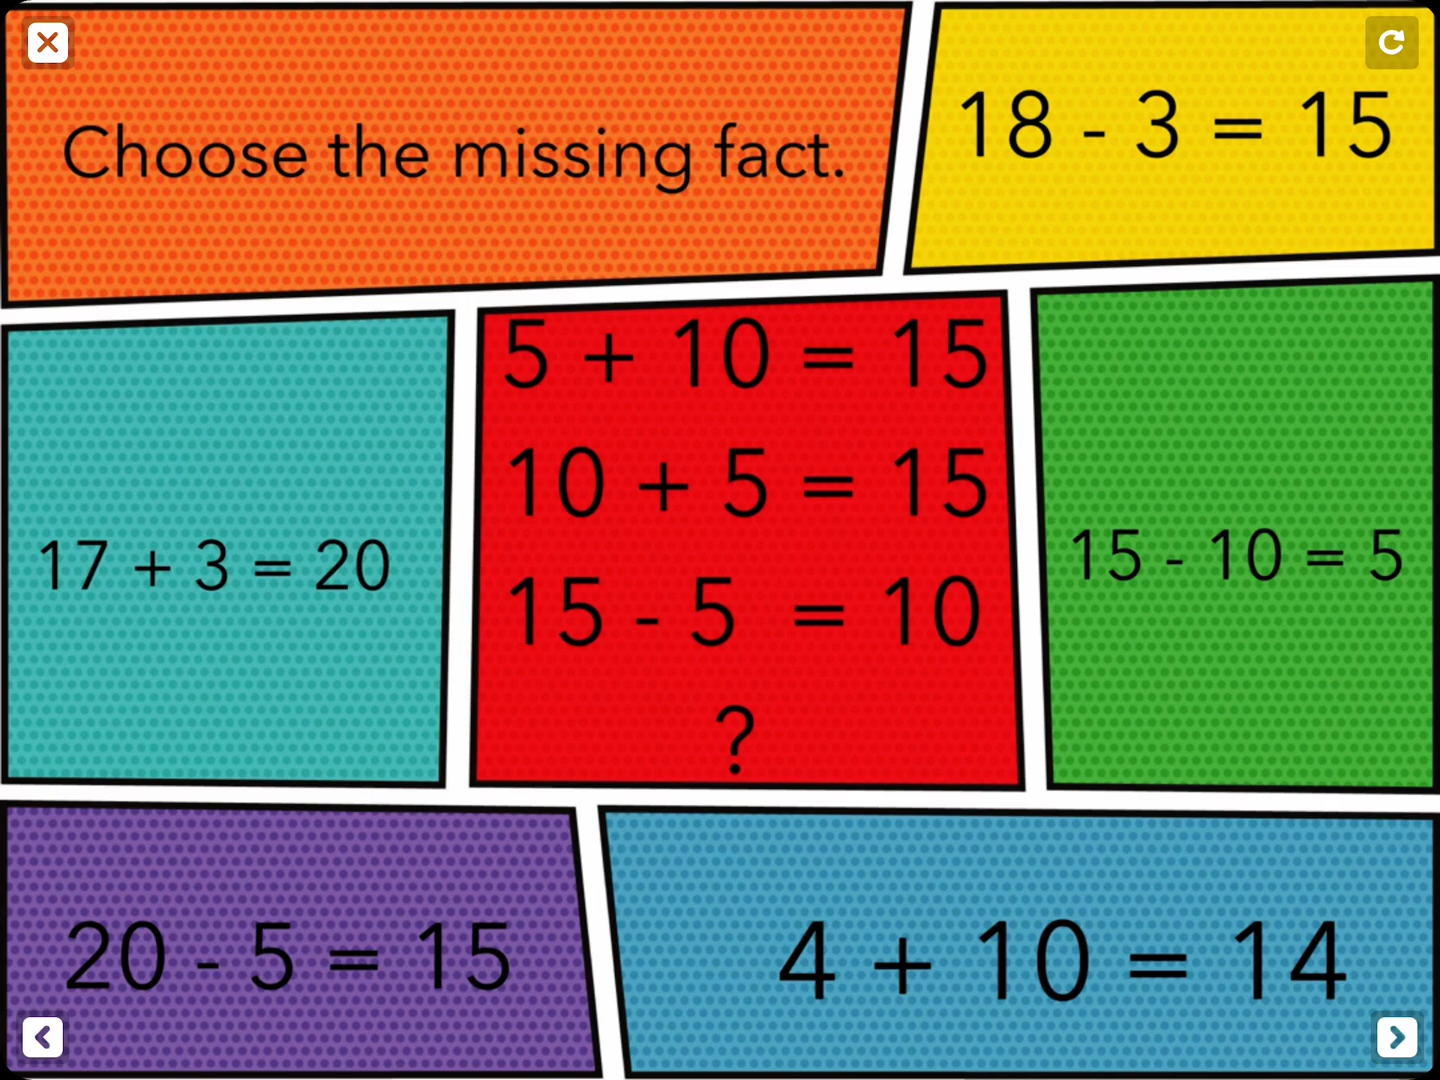 Choose the missing fact.
18 - 3 = 15
17 + 3 = 20
5 + 10 = 15
10 + 5 = 15
15 - 5 = 10
?
15 - 10 = 5
20 - 5 = 15
4 + 10 = 14